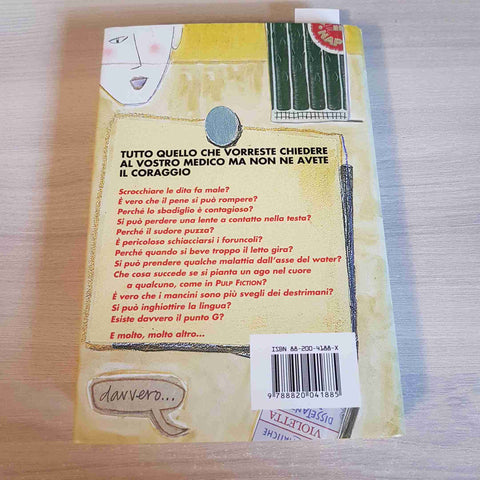 NAP
TUTTO QUELLO CHE VORRESTE CHIEDERE
AL VOSTRO MEDICO MA NON NE AVETE
IL CORAGGIO
Scrocchiare le dita fa male?
È vero che il pene si può rompere?
Perché lo sbadiglio è contagioso?
Si può perdere una lente a contatto nella testa?
Perché il sudore puzza?
È pericoloso schiacciarsi i foruncoli?
Perché quando si beve troppo il letto gira?
Si può prendere qualche malattia dall'asse del water?
Che cosa succede se si pianta un ago nel cuore
a qualcuno, come in PULP FICTION?
È vero che i mancini sono più svegli dei destrimani?
Si può inghiottire la lingua?
Esiste davvero il punto G?
E molto, molto altro...
ISBN 88-200-4188-X
9 788820 041885
davvero...
DISSETAN
VIOLETTA